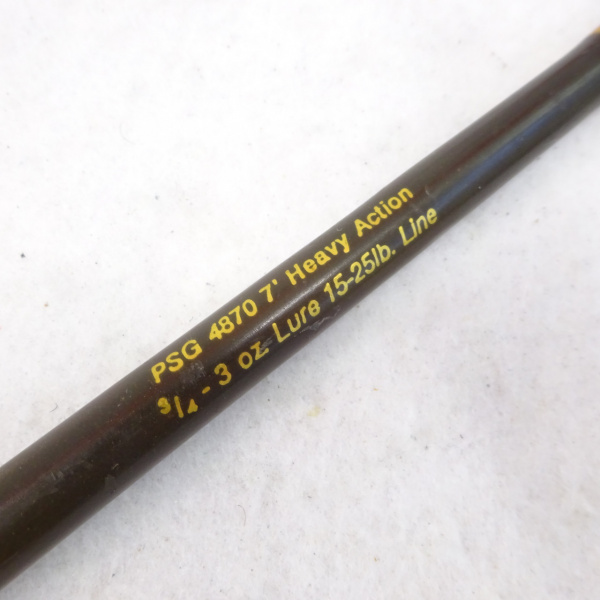 PSG 4870 7' Heavy Action
3/4 - 3 oz. Lure 15-25lb. Line